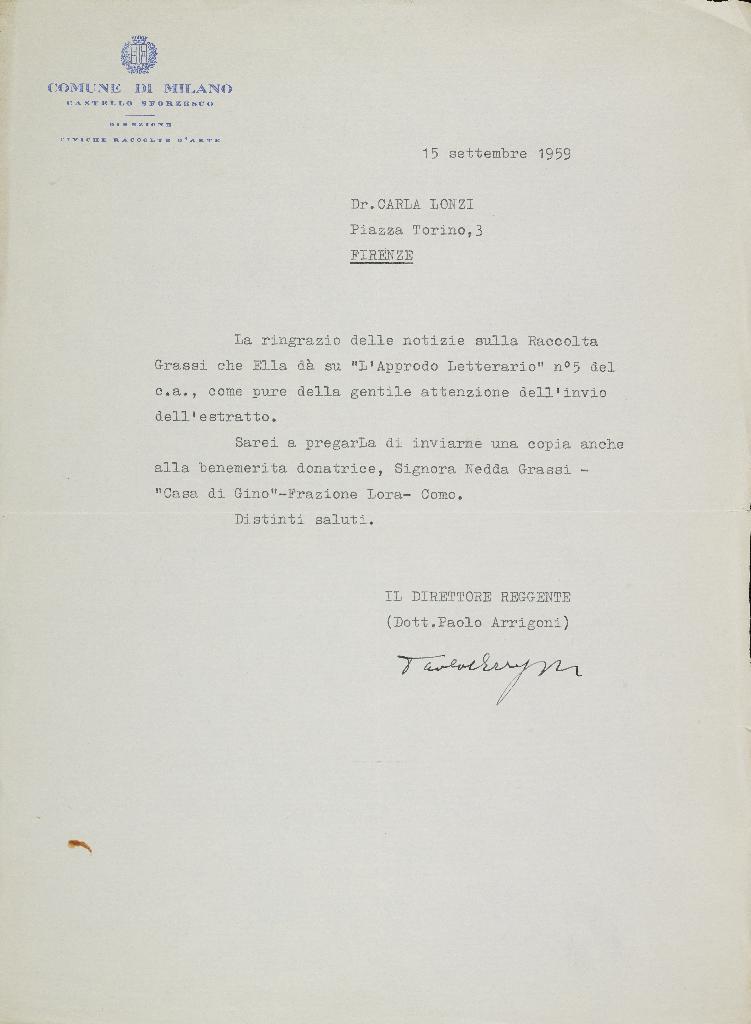 COMUNE DI MILANO
CASTELLO SFORZESCO
DIREZIONE
CIVICHE RACCOLTE D'ARTE
15 settembre 1959
Dr.CARLA LONZI
Piazza Torino,3
FIRENZE
La ringrazio delle notizie sulla Raccolta
Grassi che Ella dà su "L'Approdo Letterario" n°5 del
c.a., come pure della gentile attenzione dell'invio
dell'estratto.
Sarei a pregarLa di inviarne una copia anche
alla benemerita donatrice, Signora Nedda Grassi -
"Casa di Gino"-Frazione Lora- Como.
Distinti saluti.
IL DIRETTORE REGGENTE
(Dott.Paolo Arrigoni)
Paolo Arrigoni